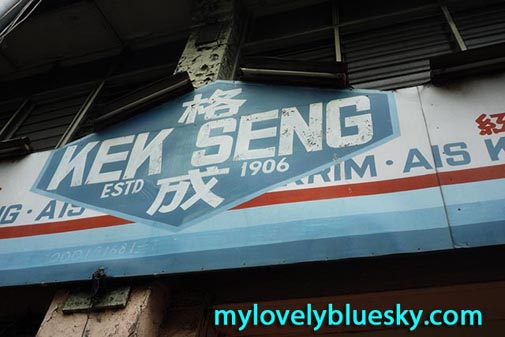 格
KEK SENG
ESTD 1906
成
AIS
KRIM · AIS K
mylovelybluesky.com